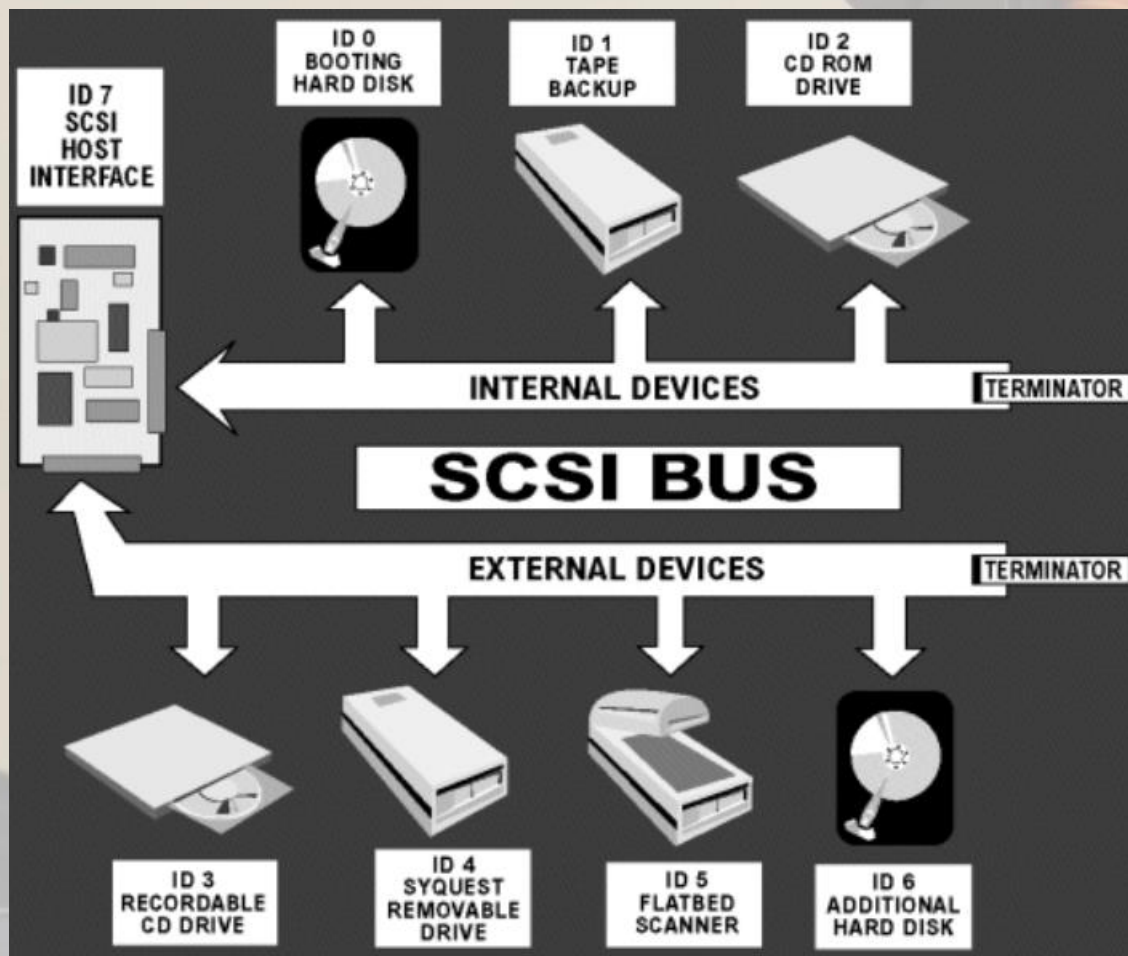 ID 0
BOOTING
HARD DISK
ID 1
TAPE
BACKUP
ID 2
CD ROM
DRIVE
ID 7
SCSI
HOST
INTERFACE
INTERNAL DEVICES
TERMINATOR
SCSI BUS
EXTERNAL DEVICES
TERMINATOR
ID 3
RECORDABLE
CD DRIVE
ID 4
SYQUEST
REMOVABLE
DRIVE
ID 5
FLATBED
SCANNER
ID 6
ADDITIONAL
HARD DISK